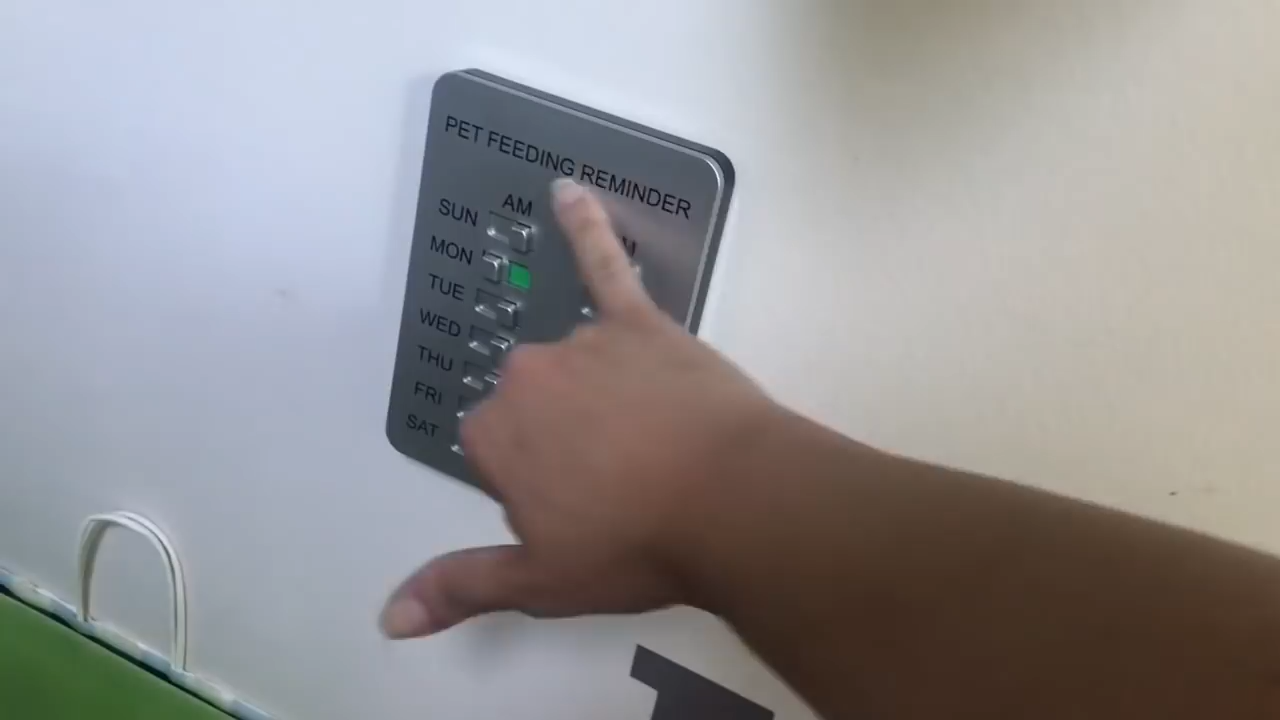 PET FEEDING REMINDER
AM
SUN
MON
TUE
WED
THU
FRI
SAT